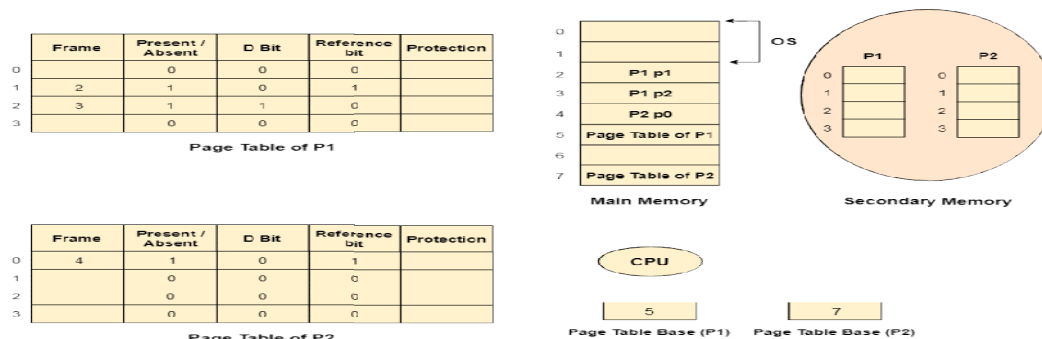 Frame Present / Absent D Bit Reference bit Protection
0 0 0 0
1 2 1 0 1
2 3 1 1 0
3 0 0 0
Page Table of P1
Frame Present / Absent D Bit Reference bit Protection
0 4 1 0 1
1 0 0 0
2 0 0 0
3 0 0 0
Page Table of P2
0
1
OS
2 P1 p1
3 P1 p2
4 P2 p0
5 Page Table of P1
6
7 Page Table of P2
Main Memory
P1 P2
0 0
1 1
2 2
3 3
Secondary Memory
CPU
5 7
Page Table Base (P1) Page Table Base (P2)